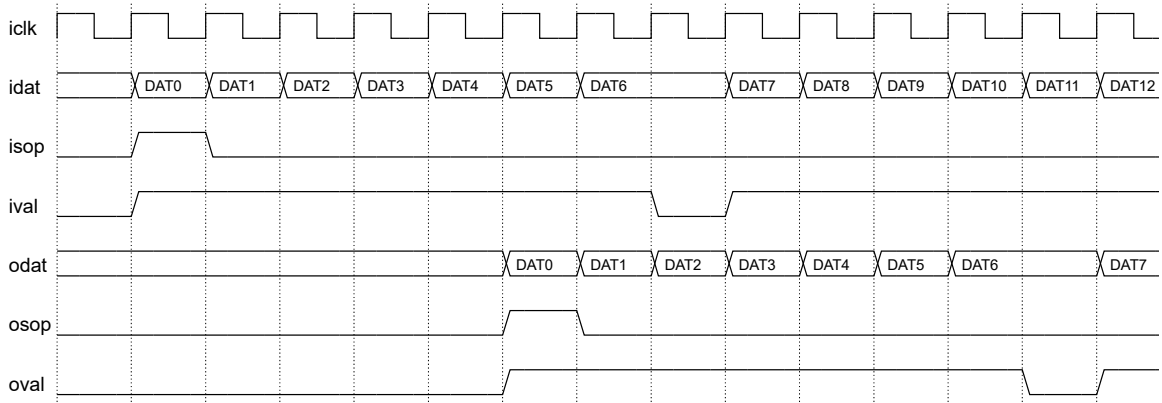 iclk
idat DAT0 DAT1 DAT2 DAT3 DAT4 DAT5 DAT6 DAT7 DAT8 DAT9 DAT10 DAT11 DAT12
isop
ival
odat DAT0 DAT1 DAT2 DAT3 DAT4 DAT5 DAT6 DAT7
osop
oval